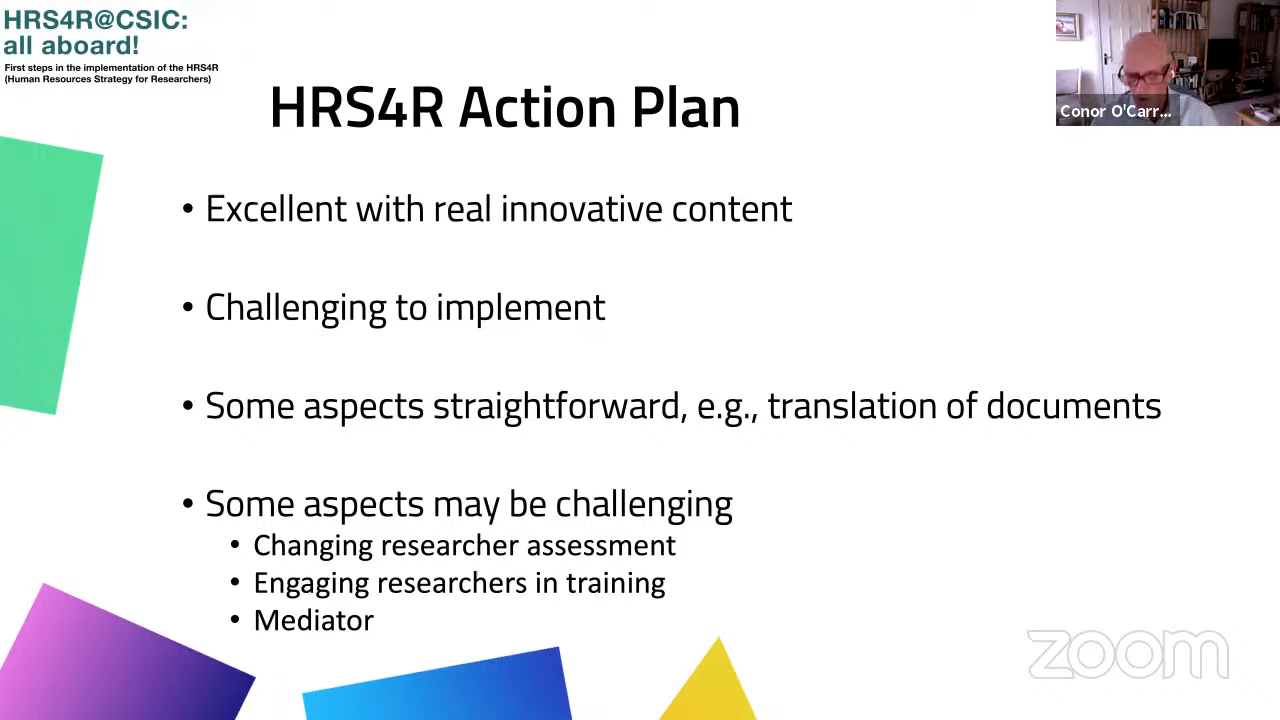 HRS4R@CSIC:
all aboard!
First steps in the implementation of the HRS4R
(Human Resources Strategy for Researchers)
Conor O'Carr...
HRS4R Action Plan
• Excellent with real innovative content
• Challenging to implement
• Some aspects straightforward, e.g., translation of documents
• Some aspects may be challenging
• Changing researcher assessment
• Engaging researchers in training
• Mediator
zoom